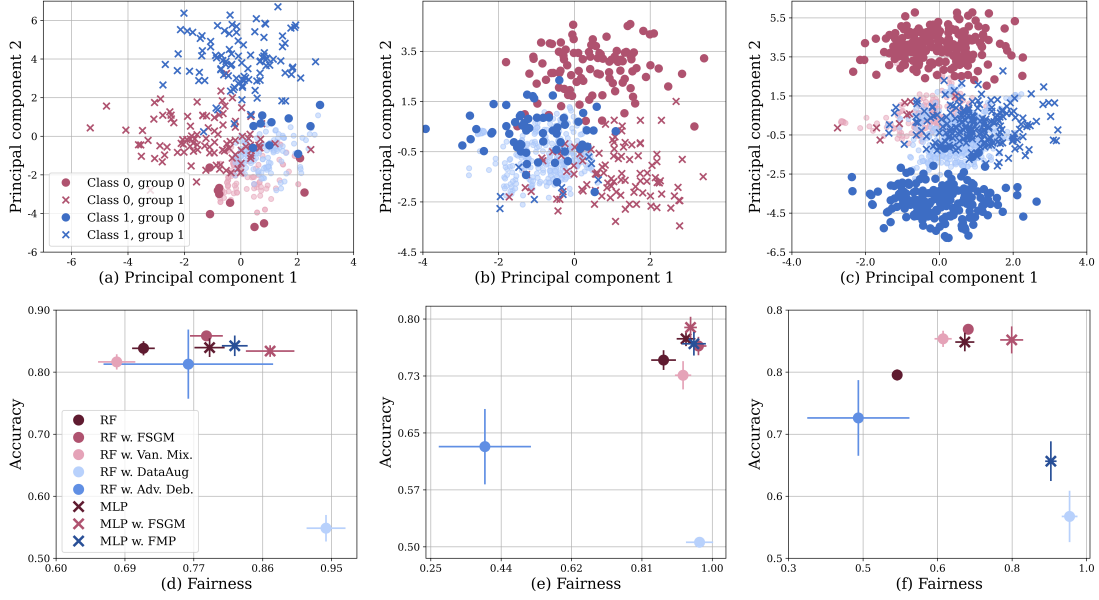 Principal component 2
6
4
2
0
-2
-4
-6
-6
-4
-2
0
2
4
Class 0, group 0
Class 0, group 1
Class 1, group 0
Class 1, group 1
(a) Principal component 1
Principal component 2
3.5
1.5
-0.5
-2.5
-4.5
-4
-2
0
2
4
(b) Principal component 1
Principal component 2
5.5
3.5
1.5
-0.5
-2.5
-4.5
-6.5
-4.0
-2.0
0.0
2.0
4.0
(c) Principal component 1
Accuracy
0.90
0.80
0.70
0.60
0.50
0.60
0.69
0.77
0.86
0.95
RF
RF w. FSGM
RF w. Van. Mix.
RF w. DataAug
RF w. Adv. Deb.
MLP
MLP w. FSGM
MLP w. FMP
(d) Fairness
Accuracy
0.80
0.73
0.65
0.57
0.50
0.25
0.44
0.62
0.81
1.00
(e) Fairness
Accuracy
0.8
0.8
0.7
0.6
0.5
0.3
0.5
0.6
0.8
1.0
(f) Fairness